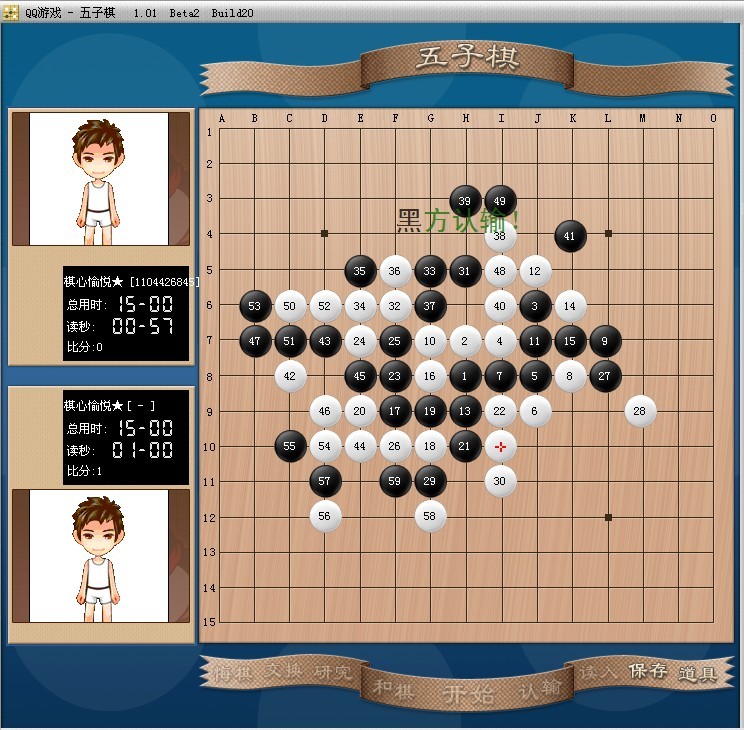 QQ游戏 - 五子棋 1.01 Beta2 Build20
五子棋
A B C D E F G H I J K L M N O
1
2
3 39 49
黑方认输!
4 38 41
5 35 36 33 31 48 12
棋心愉悦★ [1104426845]
总用时: 15-00
6 53 50 52 34 32 37 40 3 14
读秒: 00-57
比分:0
7 47 51 43 24 25 10 2 4 11 15 9
8 42 45 23 16 1 7 5 8 27
棋心愉悦★[ - ]
9 46 20 17 19 13 22 6 28
总用时: 15-00
读秒: 01-00
10 55 54 44 26 18 21
比分:1
11 57 59 29 30
12 56 58
13
14
15
悔棋 交换 研究 和棋 开始 认输 读入 保存 道具